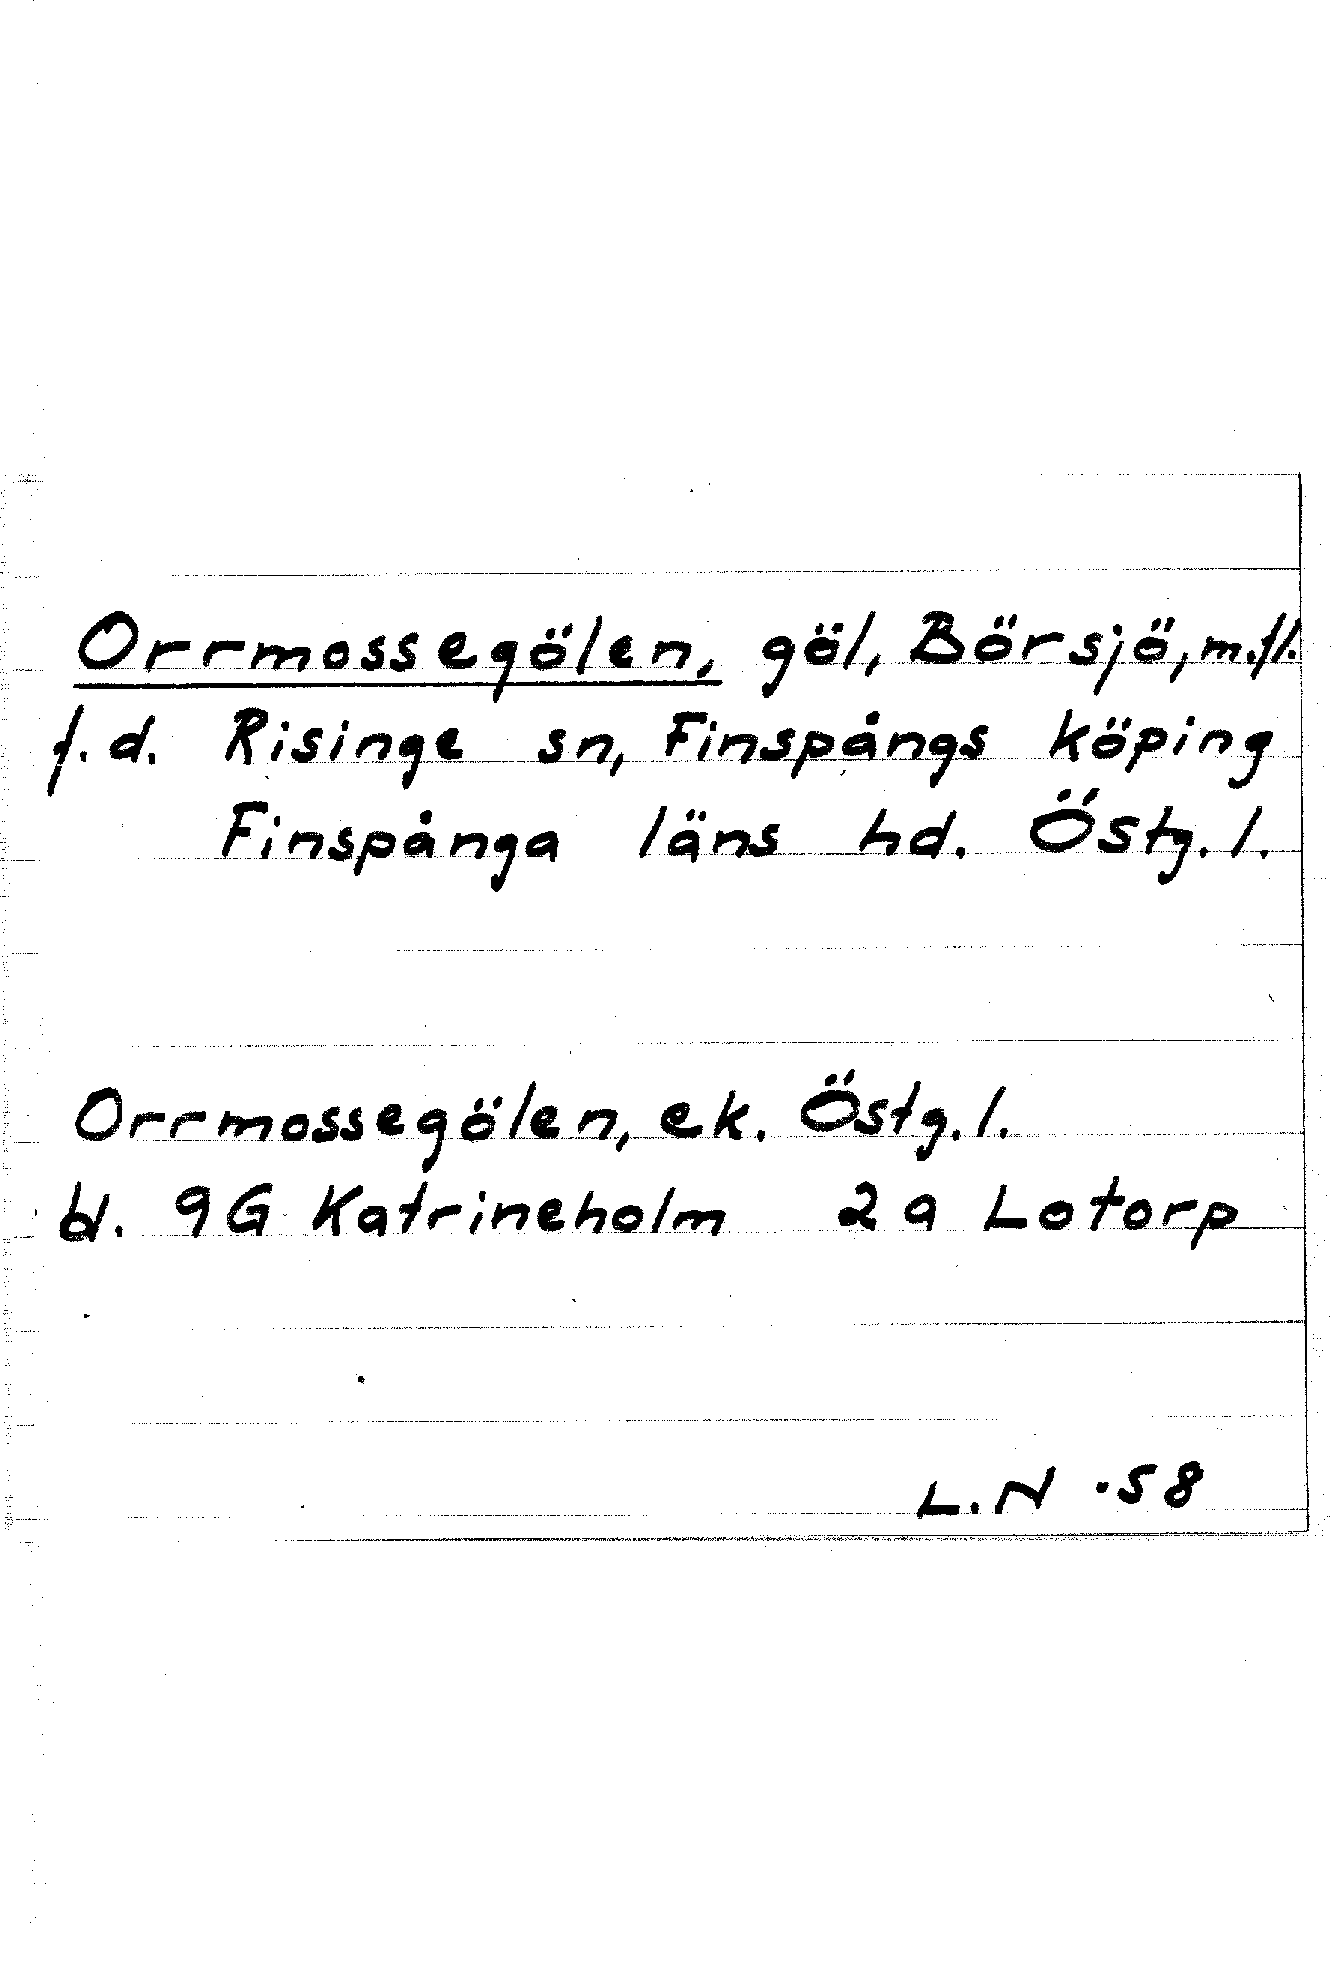 Orrmossegölen, göl, Börsjö, m.fl.
f.d. Risinge sn, Finspångs köping
Finspånga läns hd. Östg.l.
Orrmossegölen, ek. Östg.l.
bl. 9G Katrineholm 2a Lotorp
L.N .58